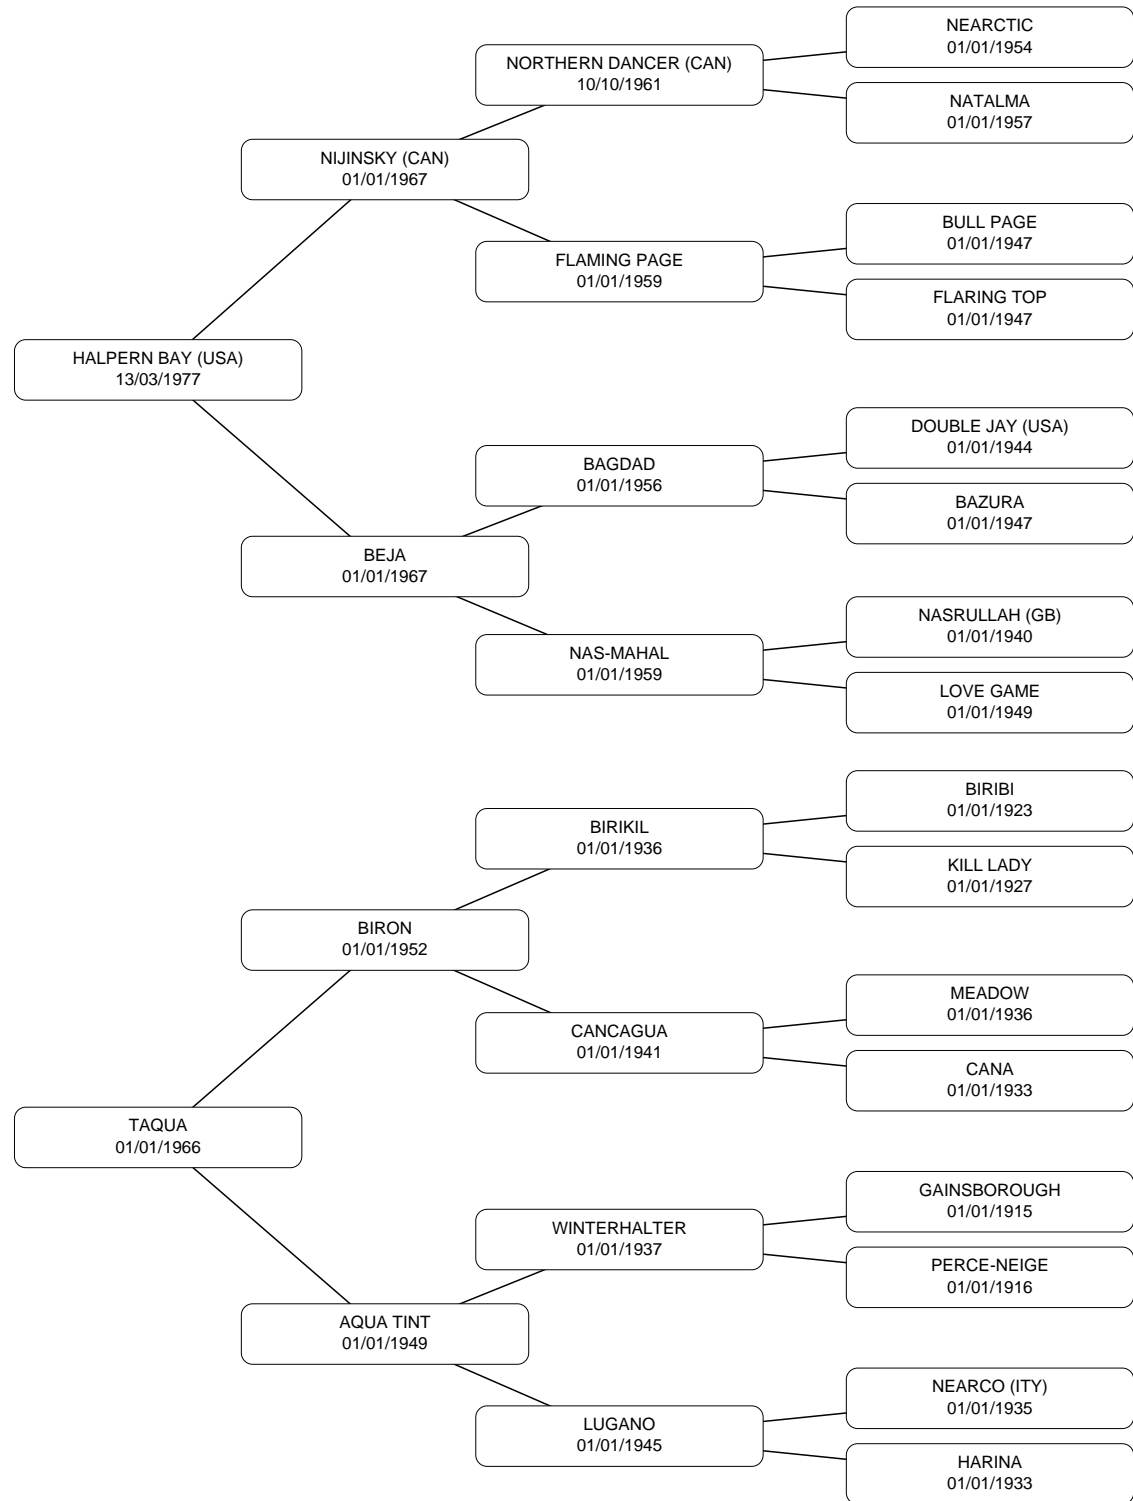 NEARCTIC
01/01/1954
NORTHERN DANCER (CAN)
10/10/1961
NATALMA
01/01/1957
NIJINSKY (CAN)
01/01/1967
BULL PAGE
01/01/1947
FLAMING PAGE
01/01/1959
FLARING TOP
01/01/1947
HALPERN BAY (USA)
13/03/1977
DOUBLE JAY (USA)
01/01/1944
BAGDAD
01/01/1956
BAZURA
01/01/1947
BEJA
01/01/1967
NASRULLAH (GB)
01/01/1940
NAS-MAHAL
01/01/1959
LOVE GAME
01/01/1949
BIRIBI
01/01/1923
BIRIKIL
01/01/1936
KILL LADY
01/01/1927
BIRON
01/01/1952
MEADOW
01/01/1936
CANCAGUA
01/01/1941
CANA
01/01/1933
TAQUA
01/01/1966
GAINSBOROUGH
01/01/1915
WINTERHALTER
01/01/1937
PERCE-NEIGE
01/01/1916
AQUA TINT
01/01/1949
NEARCO (ITY)
01/01/1935
LUGANO
01/01/1945
HARINA
01/01/1933